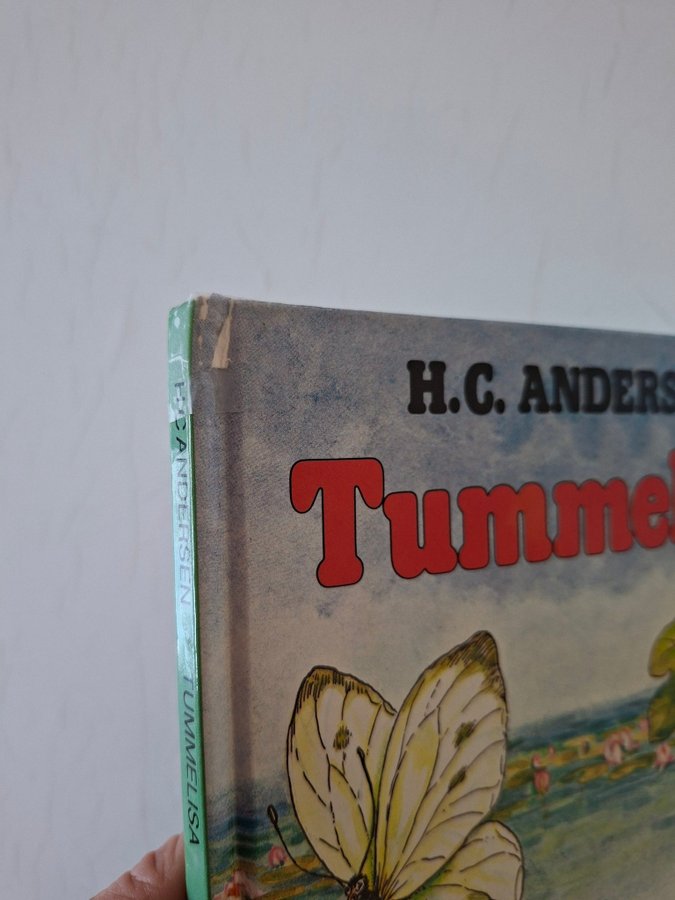 H.C. ANDERS
Tummel
H.C ANDERSEN TUMMELISA